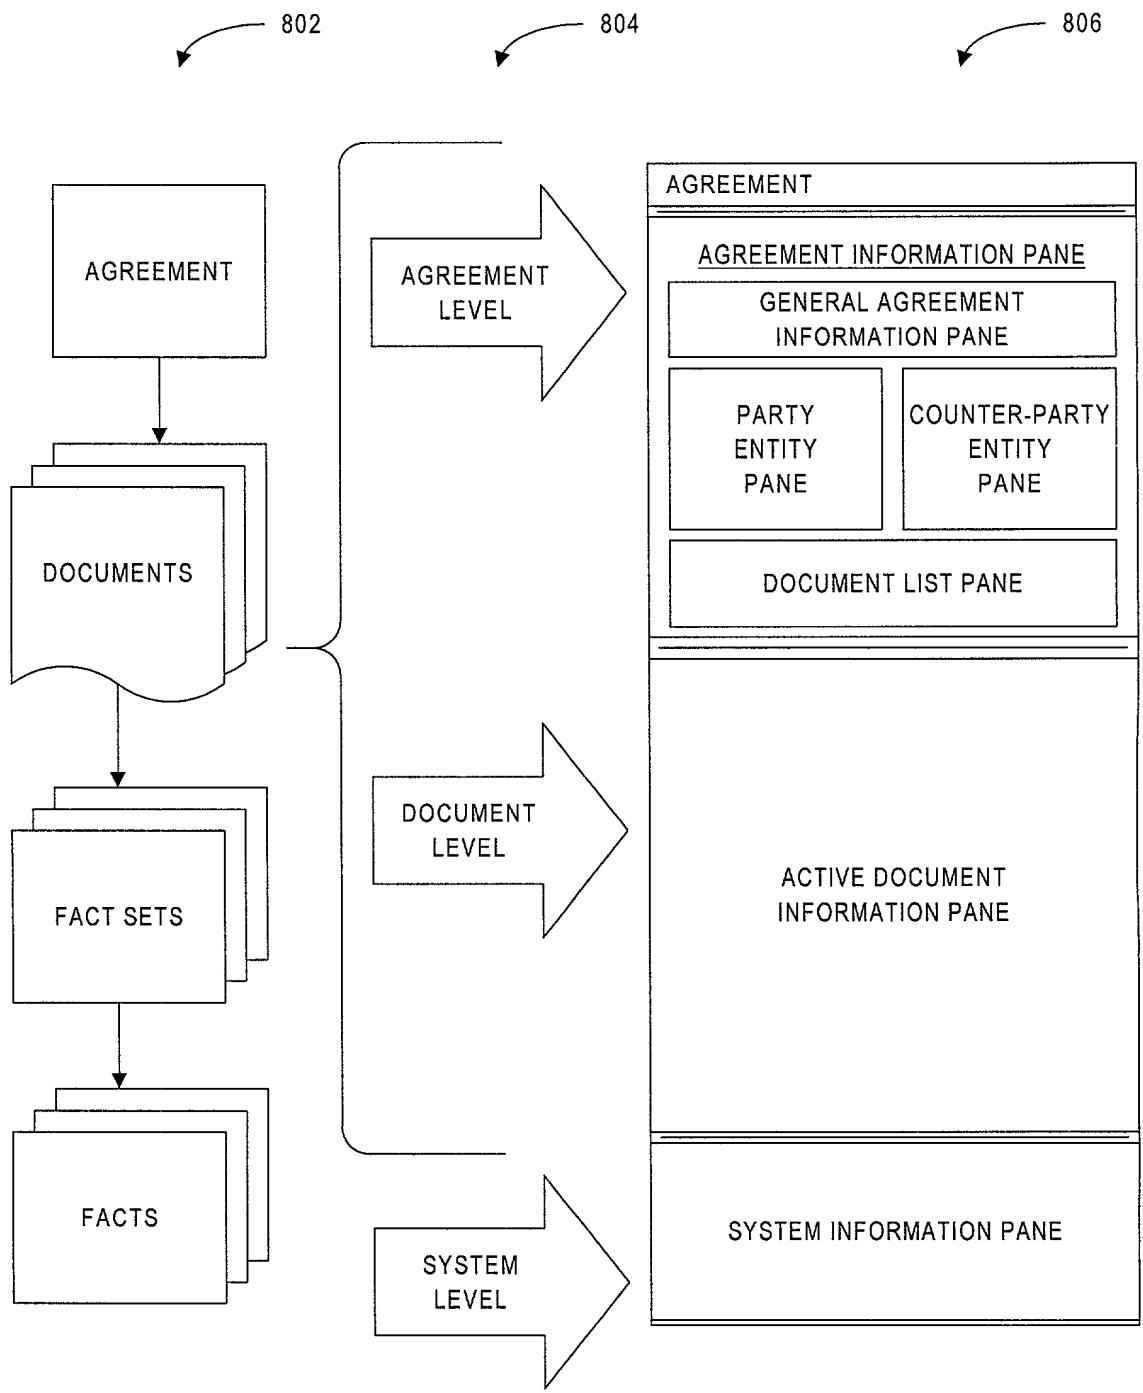 802
804
806
AGREEMENT
DOCUMENTS
FACT SETS
FACTS
AGREEMENT
LEVEL
DOCUMENT
LEVEL
SYSTEM
LEVEL
AGREEMENT
AGREEMENT INFORMATION PANE
GENERAL AGREEMENT
INFORMATION PANE
PARTY
ENTITY
PANE
COUNTER-PARTY
ENTITY
PANE
DOCUMENT LIST PANE
ACTIVE DOCUMENT
INFORMATION PANE
SYSTEM INFORMATION PANE